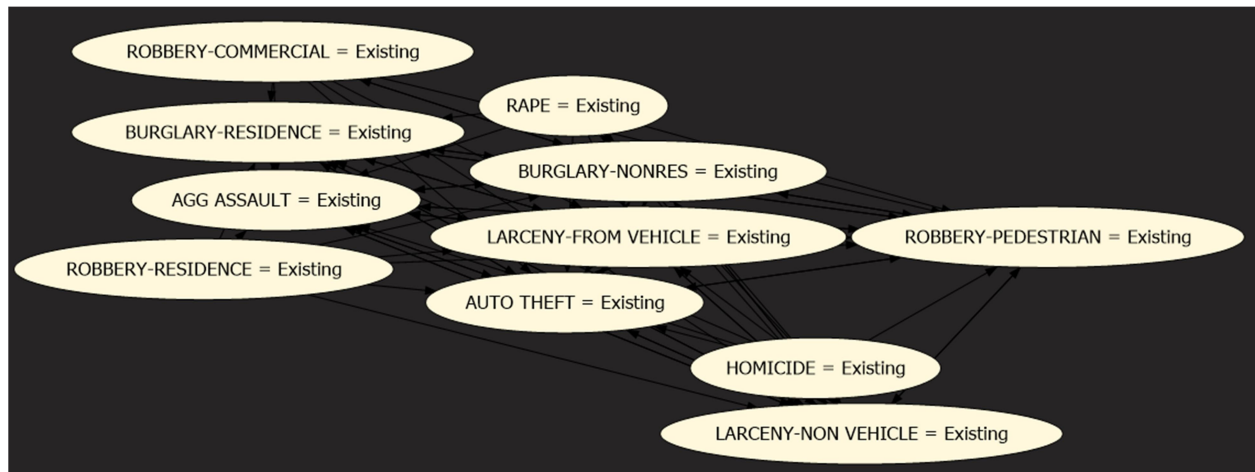 ROBBERY-COMMERCIAL = Existing
RAPE = Existing
BURGLARY-RESIDENCE = Existing
BURGLARY-NONRES = Existing
AGG ASSAULT = Existing
LARCENY-FROM VEHICLE = Existing
ROBBERY-PEDESTRIAN = Existing
ROBBERY-RESIDENCE = Existing
AUTO THEFT = Existing
HOMICIDE = Existing
LARCENY-NON VEHICLE = Existing